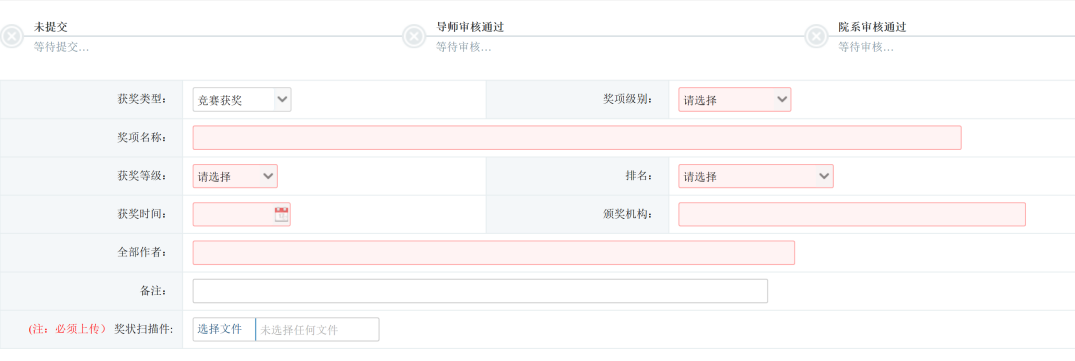 未提交 导师审核通过 院系审核通过
等待提交... 等待审核... 等待审核...
获奖类型： 竞赛获奖 奖项级别： 请选择
奖项名称：
获奖等级： 请选择 排名： 请选择
获奖时间： 颁奖机构：
全部作者：
备注：
(注：必须上传） 奖状扫描件: 选择文件 未选择任何文件